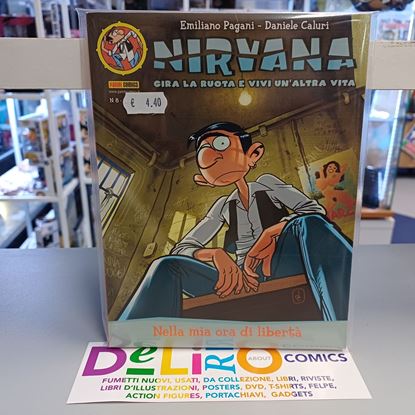 Emiliano Pagani - Daniele Caluri
NIRVANA
GIRA LA RUOTA E VIVI UN'ALTRA VITA
PANINI COMICS
N 8
€ 4.40
Nella mia ora di libertà
DeLiRiO ABOUT COMICS
FUMETTI NUOVI, USATI, DA COLLEZIONE, LIBRI, RIVISTE,
LIBRI D'ILLUSTRAZIONI, POSTERS, DVD, T-SHIRTS, FELPE,
ACTION FIGURES, PORTACHIAVI, GADGETS